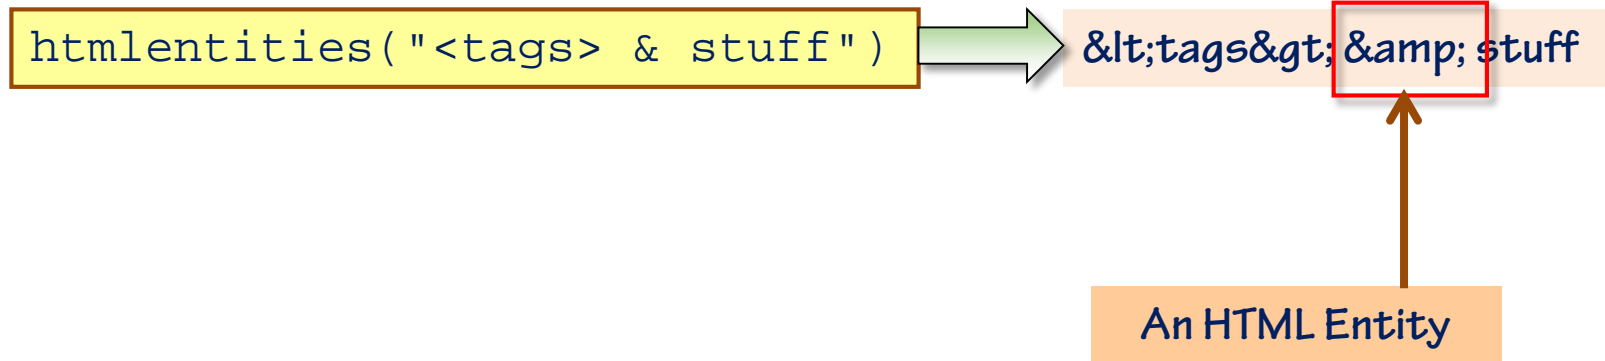 htmlentities("<tags> & stuff")
&lt;tags&gt; &amp; stuff
An HTML Entity